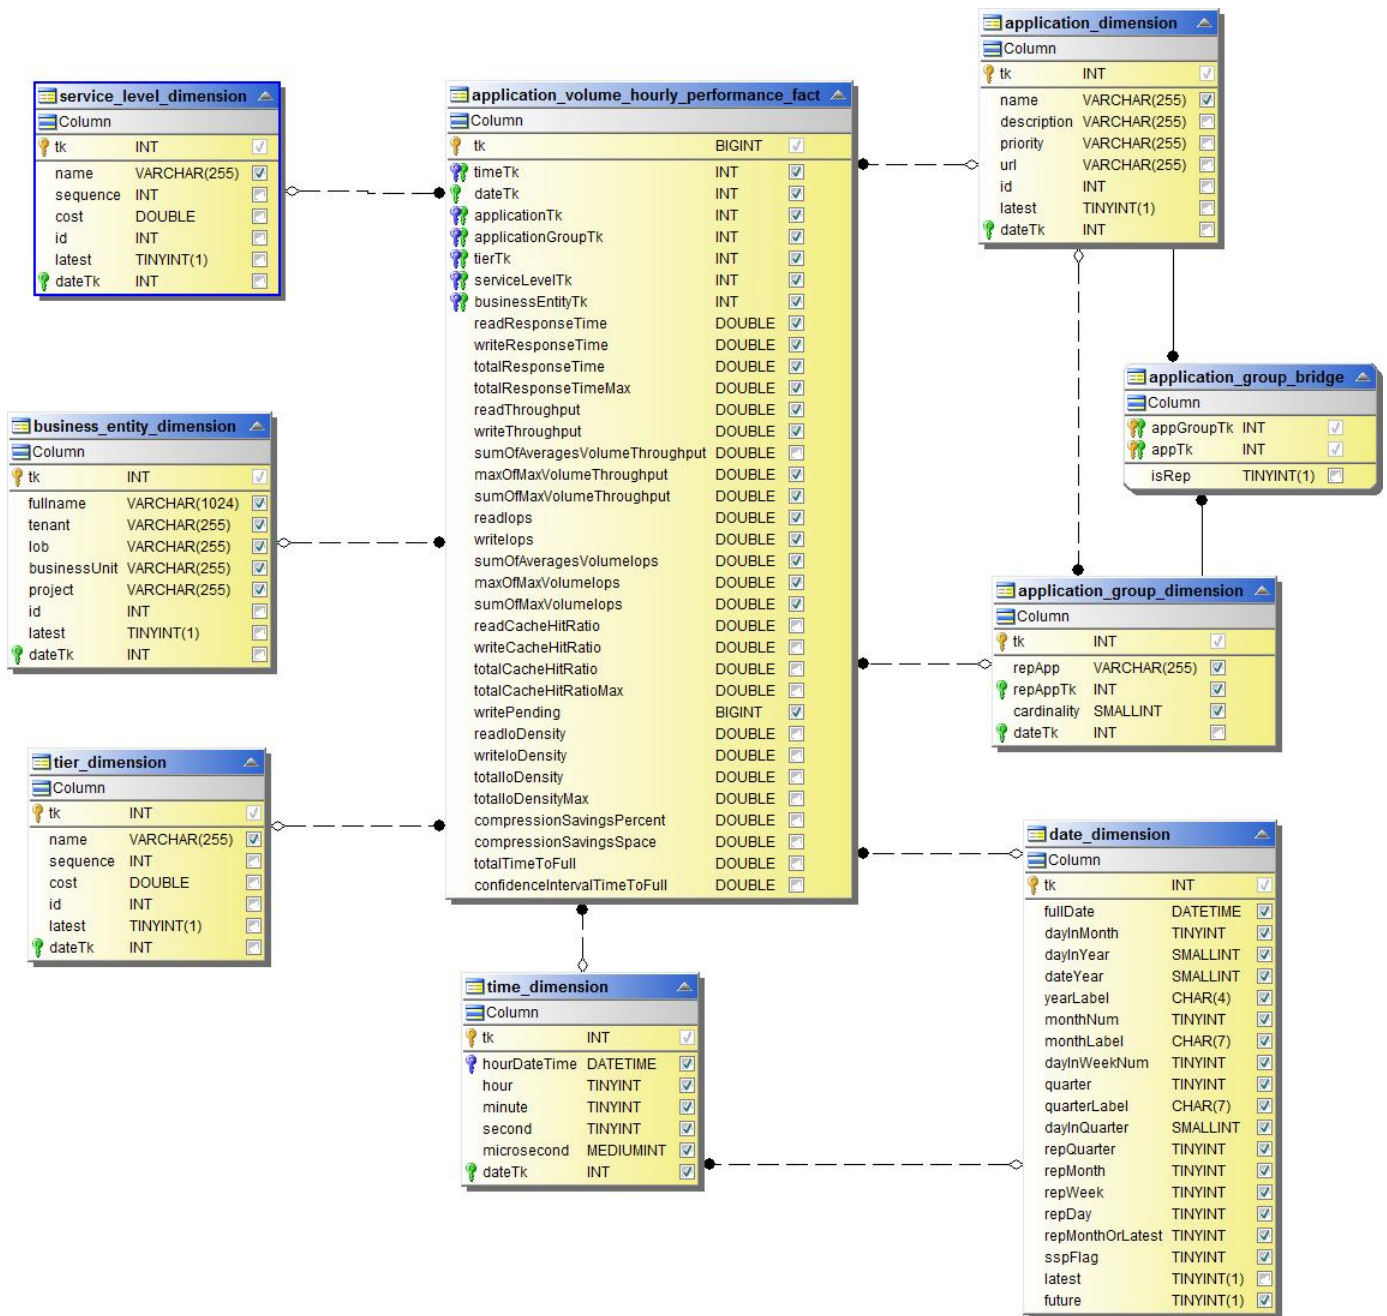 application_dimension
Column
tk INT
name VARCHAR(255)
description VARCHAR(255)
priority VARCHAR(255)
url VARCHAR(255)
id INT
latest TINYINT(1)
dateTk INT
service_level_dimension
Column
tk INT
name VARCHAR(255)
sequence INT
cost DOUBLE
id INT
latest TINYINT(1)
dateTk INT
application_volume_hourly_performance_fact
Column
tk BIGINT
timeTk INT
dateTk INT
applicationTk INT
applicationGroupTk INT
tierTk INT
serviceLevelTk INT
businessEntityTk INT
readResponseTime DOUBLE
writeResponseTime DOUBLE
totalResponseTime DOUBLE
totalResponseTimeMax DOUBLE
readThroughput DOUBLE
writeThroughput DOUBLE
sumOfAveragesVolumeThroughput DOUBLE
maxOfMaxVolumeThroughput DOUBLE
sumOfMaxVolumeThroughput DOUBLE
readIops DOUBLE
writeIops DOUBLE
sumOfAveragesVolumeIops DOUBLE
maxOfMaxVolumeIops DOUBLE
sumOfMaxVolumeIops DOUBLE
readCacheHitRatio DOUBLE
writeCacheHitRatio DOUBLE
totalCacheHitRatio DOUBLE
totalCacheHitRatioMax DOUBLE
writePending BIGINT
readIoDensity DOUBLE
writeIoDensity DOUBLE
totalIoDensity DOUBLE
totalIoDensityMax DOUBLE
compressionSavingsPercent DOUBLE
compressionSavingsSpace DOUBLE
totalTimeToFull DOUBLE
confidenceIntervalTimeToFull DOUBLE
application_group_bridge
Column
appGroupTk INT
appTk INT
isRep TINYINT(1)
business_entity_dimension
Column
tk INT
fullname VARCHAR(1024)
tenant VARCHAR(255)
lob VARCHAR(255)
businessUnit VARCHAR(255)
project VARCHAR(255)
id INT
latest TINYINT(1)
dateTk INT
application_group_dimension
Column
tk INT
repApp VARCHAR(255)
repAppTk INT
cardinality SMALLINT
dateTk INT
tier_dimension
Column
tk INT
name VARCHAR(255)
sequence INT
cost DOUBLE
id INT
latest TINYINT(1)
dateTk INT
date_dimension
Column
tk INT
fullDate DATETIME
dayInMonth TINYINT
dayInYear SMALLINT
dateYear SMALLINT
yearLabel CHAR(4)
monthNum TINYINT
monthLabel CHAR(7)
dayInWeekNum TINYINT
quarter TINYINT
quarterLabel CHAR(7)
dayInQuarter SMALLINT
repQuarter TINYINT
repMonth TINYINT
repWeek TINYINT
repDay TINYINT
repMonthOrLatest TINYINT
sspFlag TINYINT
latest TINYINT(1)
future TINYINT(1)
time_dimension
Column
tk INT
hourDateTime DATETIME
hour TINYINT
minute TINYINT
second TINYINT
microsecond MEDIUMINT
dateTk INT